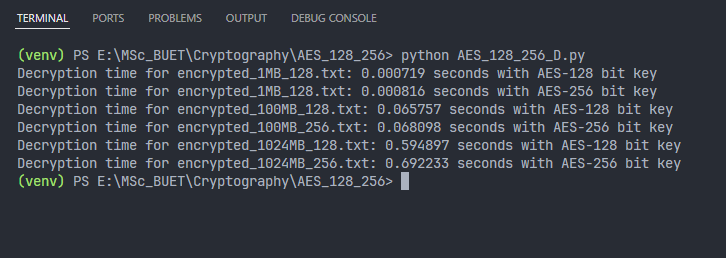 TERMINAL PORTS PROBLEMS OUTPUT DEBUG CONSOLE
(venv) PS E:\MSc_BUET\Cryptography\AES_128_256> python AES_128_256_D.py
Decryption time for encrypted_1MB_128.txt: 0.000719 seconds with AES-128 bit key
Decryption time for encrypted_1MB_256.txt: 0.000816 seconds with AES-256 bit key
Decryption time for encrypted_100MB_128.txt: 0.065757 seconds with AES-128 bit key
Decryption time for encrypted_100MB_256.txt: 0.068098 seconds with AES-256 bit key
Decryption time for encrypted_1024MB_128.txt: 0.594897 seconds with AES-128 bit key
Decryption time for encrypted_1024MB_256.txt: 0.692233 seconds with AES-256 bit key
(venv) PS E:\MSc_BUET\Cryptography\AES_128_256>